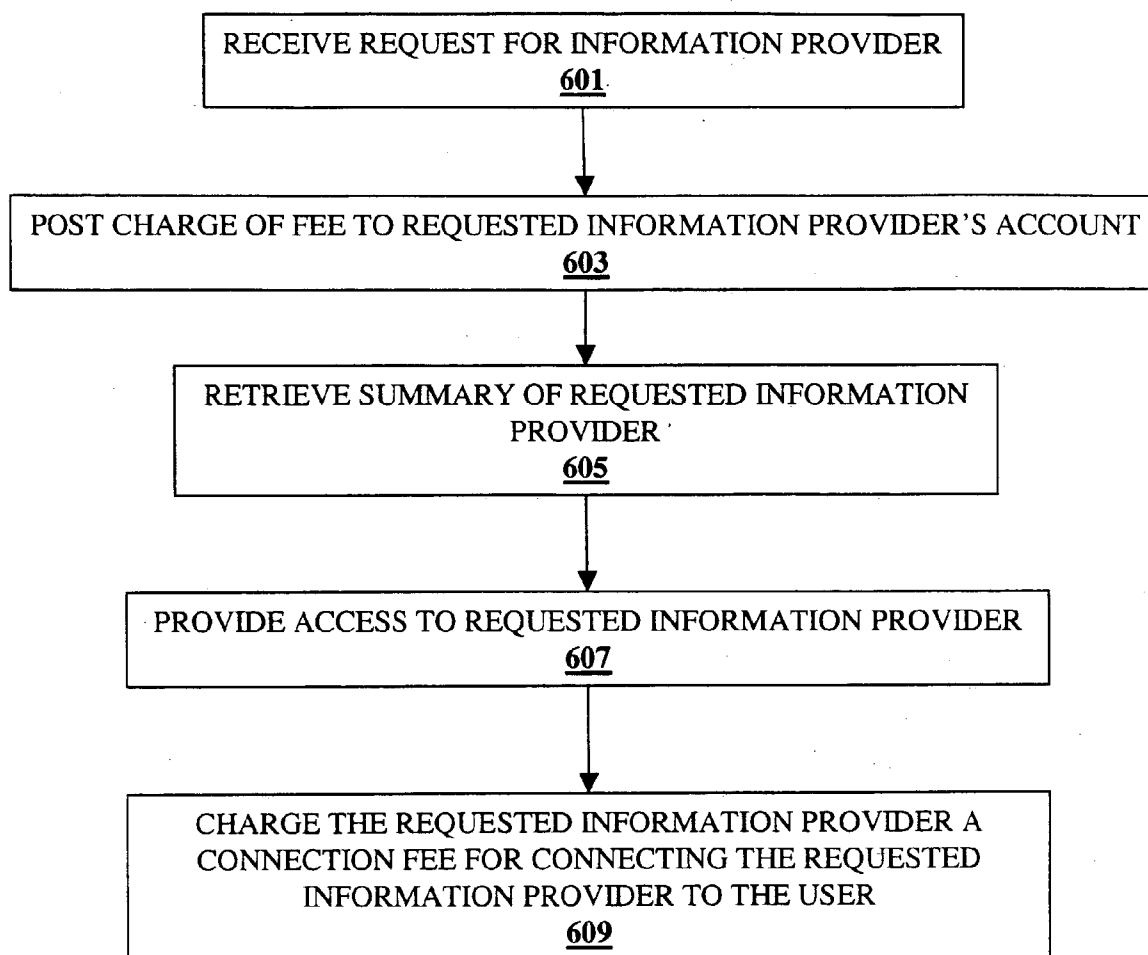 RECEIVE REQUEST FOR INFORMATION PROVIDER
601
POST CHARGE OF FEE TO REQUESTED INFORMATION PROVIDER'S ACCOUNT
603
RETRIEVE SUMMARY OF REQUESTED INFORMATION
PROVIDER
605
PROVIDE ACCESS TO REQUESTED INFORMATION PROVIDER
607
CHARGE THE REQUESTED INFORMATION PROVIDER A
CONNECTION FEE FOR CONNECTING THE REQUESTED
INFORMATION PROVIDER TO THE USER
609